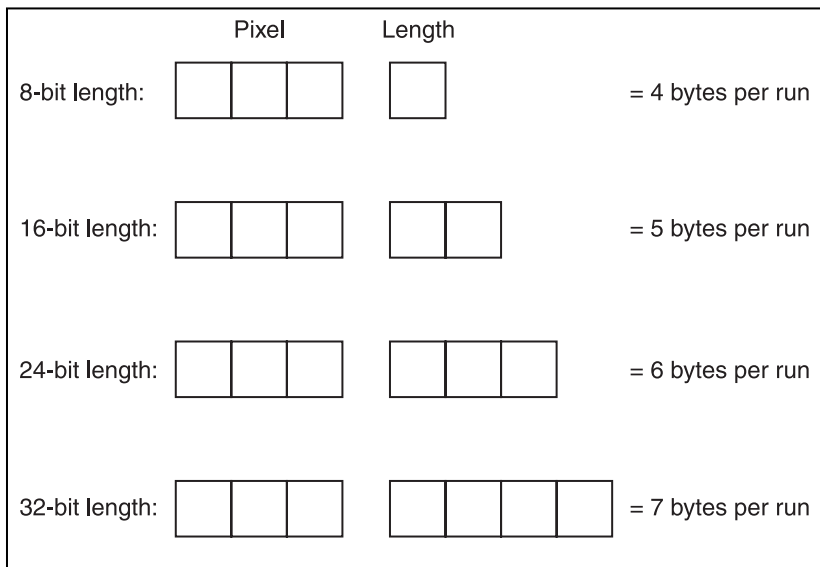 Pixel Length
8-bit length: = 4 bytes per run
16-bit length: = 5 bytes per run
24-bit length: = 6 bytes per run
32-bit length: = 7 bytes per run